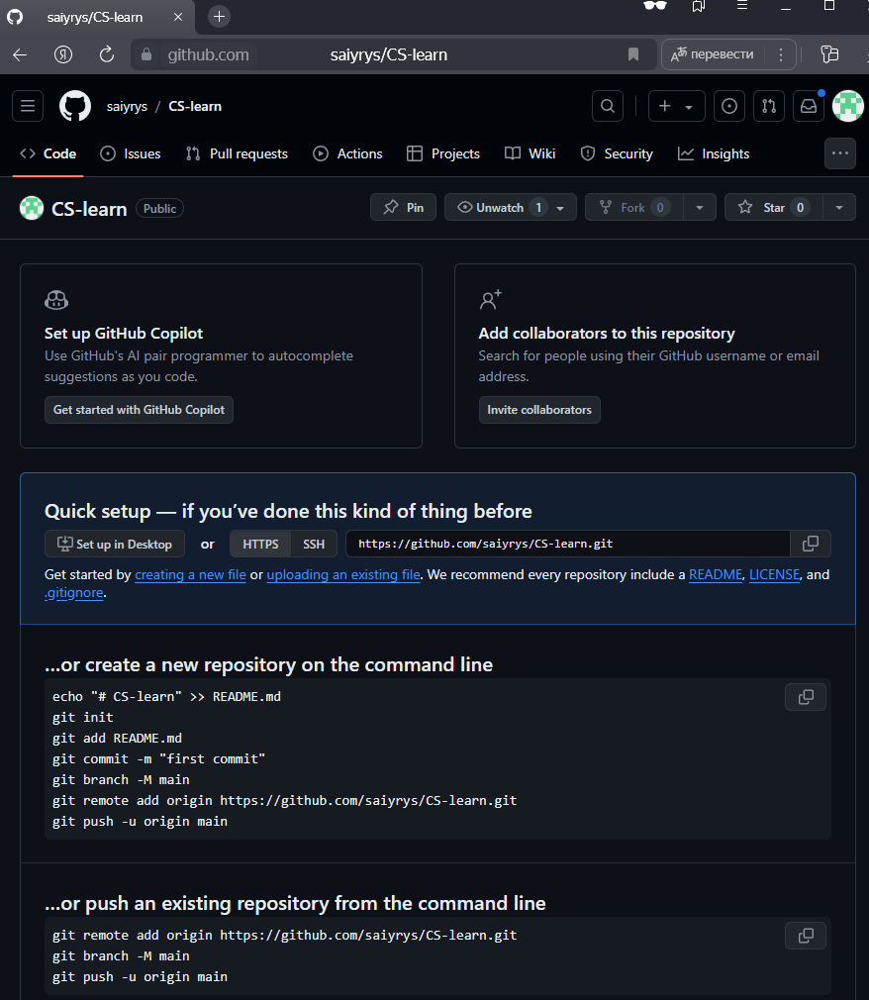 saiyrys/CS-learn
github.com
saiyrys/CS-learn
перевести
saiyrys / CS-learn
Code
Issues
Pull requests
Actions
Projects
Wiki
Security
Insights
CS-learn
Public
Pin
Unwatch 1
Fork 0
Star 0
Set up GitHub Copilot
Use GitHub's AI pair programmer to autocomplete
suggestions as you code.
Get started with GitHub Copilot
Add collaborators to this repository
Search for people using their GitHub username or email
address.
Invite collaborators
Quick setup — if you've done this kind of thing before
Set up in Desktop or HTTPS SSH https://github.com/saiyrys/CS-learn.git
Get started by creating a new file or uploading an existing file. We recommend every repository include a README, LICENSE, and
.gitignore.
...or create a new repository on the command line
echo "# CS-learn" >> README.md
git init
git add README.md
git commit -m "first commit"
git branch -M main
git remote add origin https://github.com/saiyrys/CS-learn.git
git push -u origin main
...or push an existing repository from the command line
git remote add origin https://github.com/saiyrys/CS-learn.git
git branch -M main
git push -u origin main